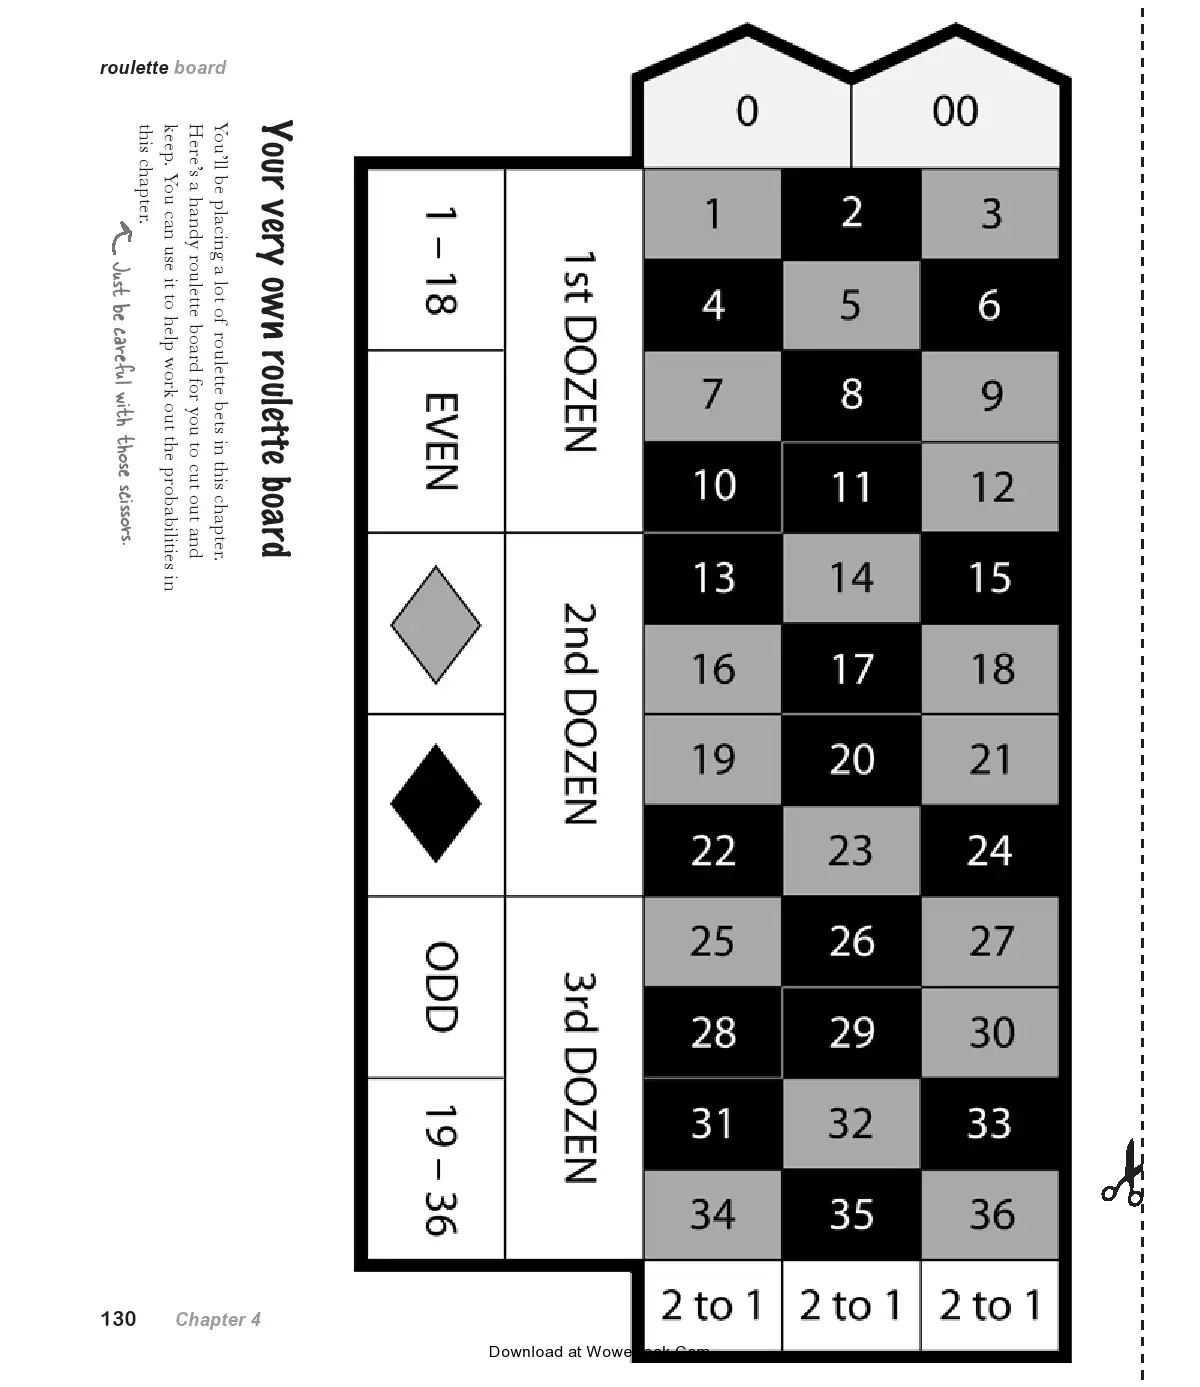 roulette board
Your very own roulette board
You'll be placing a lot of roulette bets in this chapter.
Here's a handy roulette board for you to cut out and
keep. You can use it to help work out the probabilities in
this chapter.
Just be careful with those scissors.
0 00
1 2 3
4 5 6
7 8 9
10 11 12
13 14 15
16 17 18
19 20 21
22 23 24
25 26 27
28 29 30
31 32 33
34 35 36
2 to 1 2 to 1 2 to 1
1st DOZEN
2nd DOZEN
3rd DOZEN
1 – 18
EVEN
ODD
19 – 36
130 Chapter 4
Download at